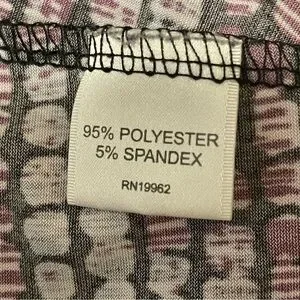 95% POLYESTER
5% SPANDEX
RN19962